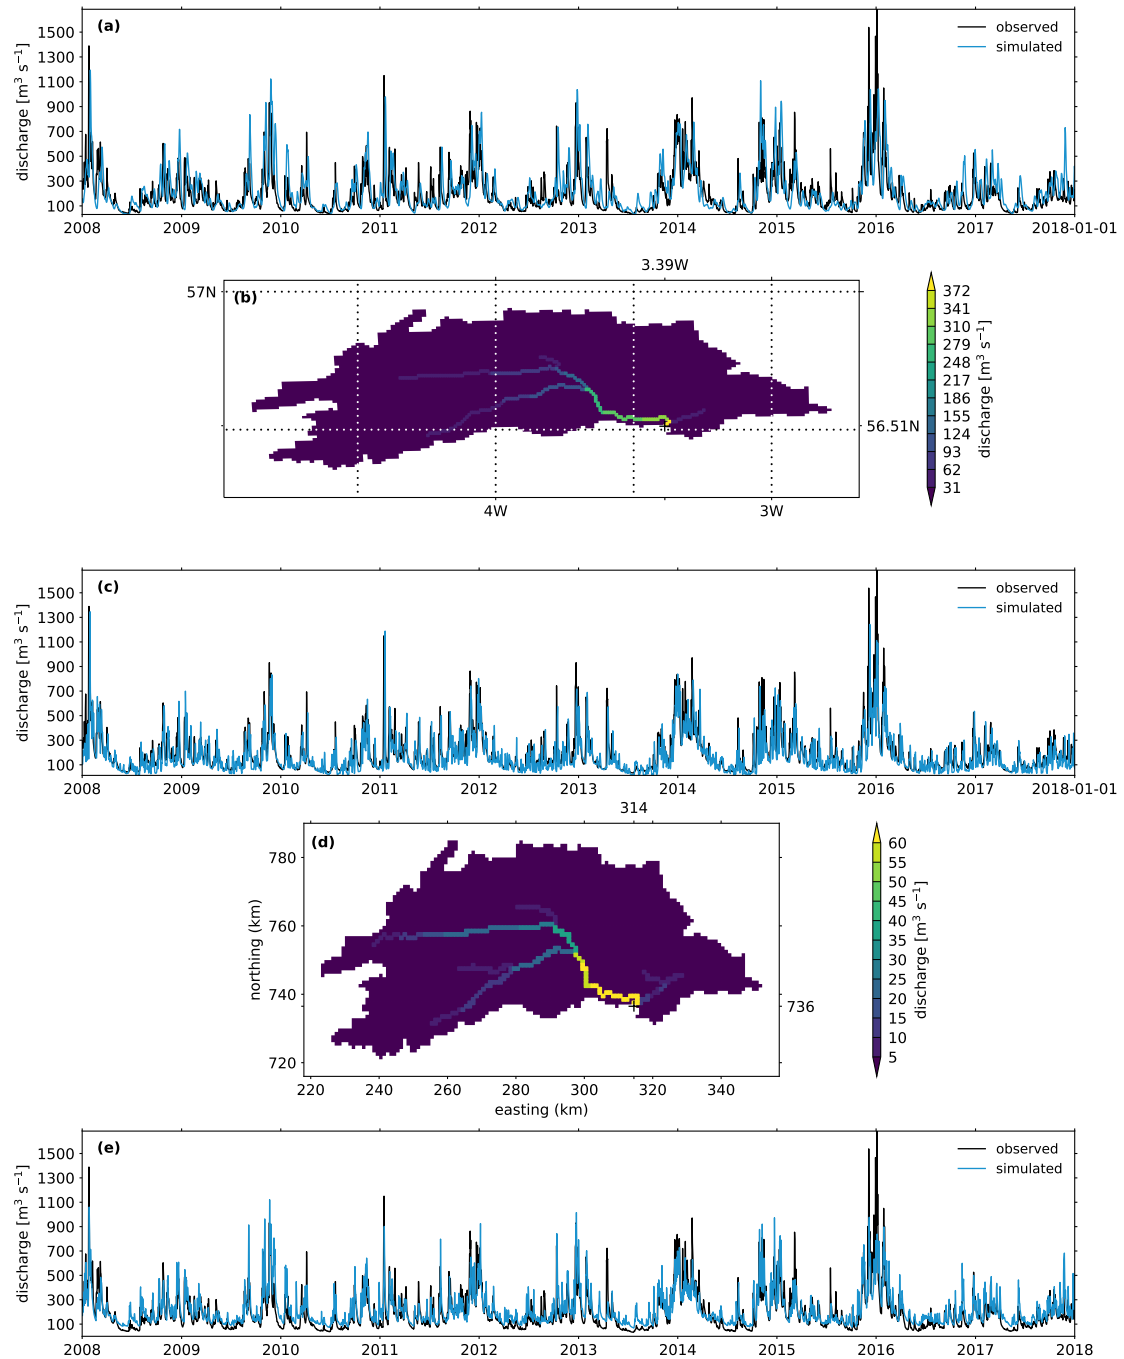 (a)
observed
simulated
discharge [m³ s⁻¹]
1500
1300
1100
900
700
500
300
100
2008 2009 2010 2011 2012 2013 2014 2015 2016 2017 2018-01-01
3.39W
57N
(b)
56.51N
4W 3W
372
341
310
279
248
217
186
155
124
93
62
31
discharge [m³ s⁻¹]
(c)
observed
simulated
discharge [m³ s⁻¹]
1500
1300
1100
900
700
500
300
100
2008 2009 2010 2011 2012 2013 2014 2015 2016 2017 2018-01-01
314
(d)
northing (km)
780
760
740
720
736
220 240 260 280 300 320 340
easting (km)
60
55
50
45
40
35
30
25
20
15
10
5
discharge [m³ s⁻¹]
(e)
observed
simulated
discharge [m³ s⁻¹]
1500
1300
1100
900
700
500
300
100
2008 2009 2010 2011 2012 2013 2014 2015 2016 2017 2018